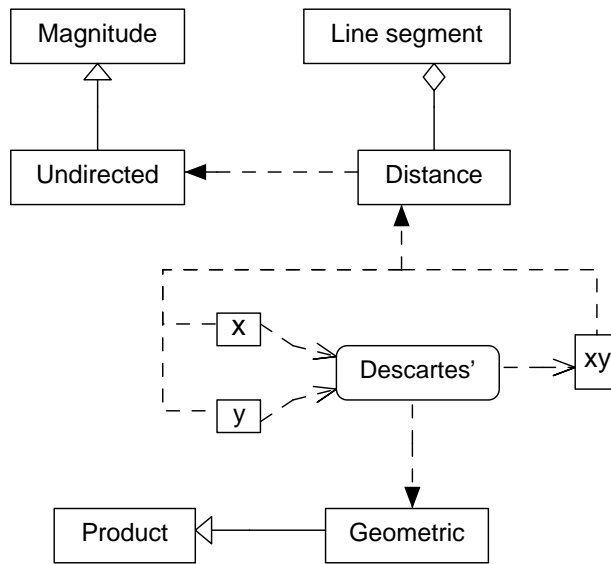 Magnitude
Line segment
Undirected
Distance
x
y
Descartes’
xy
Product
Geometric